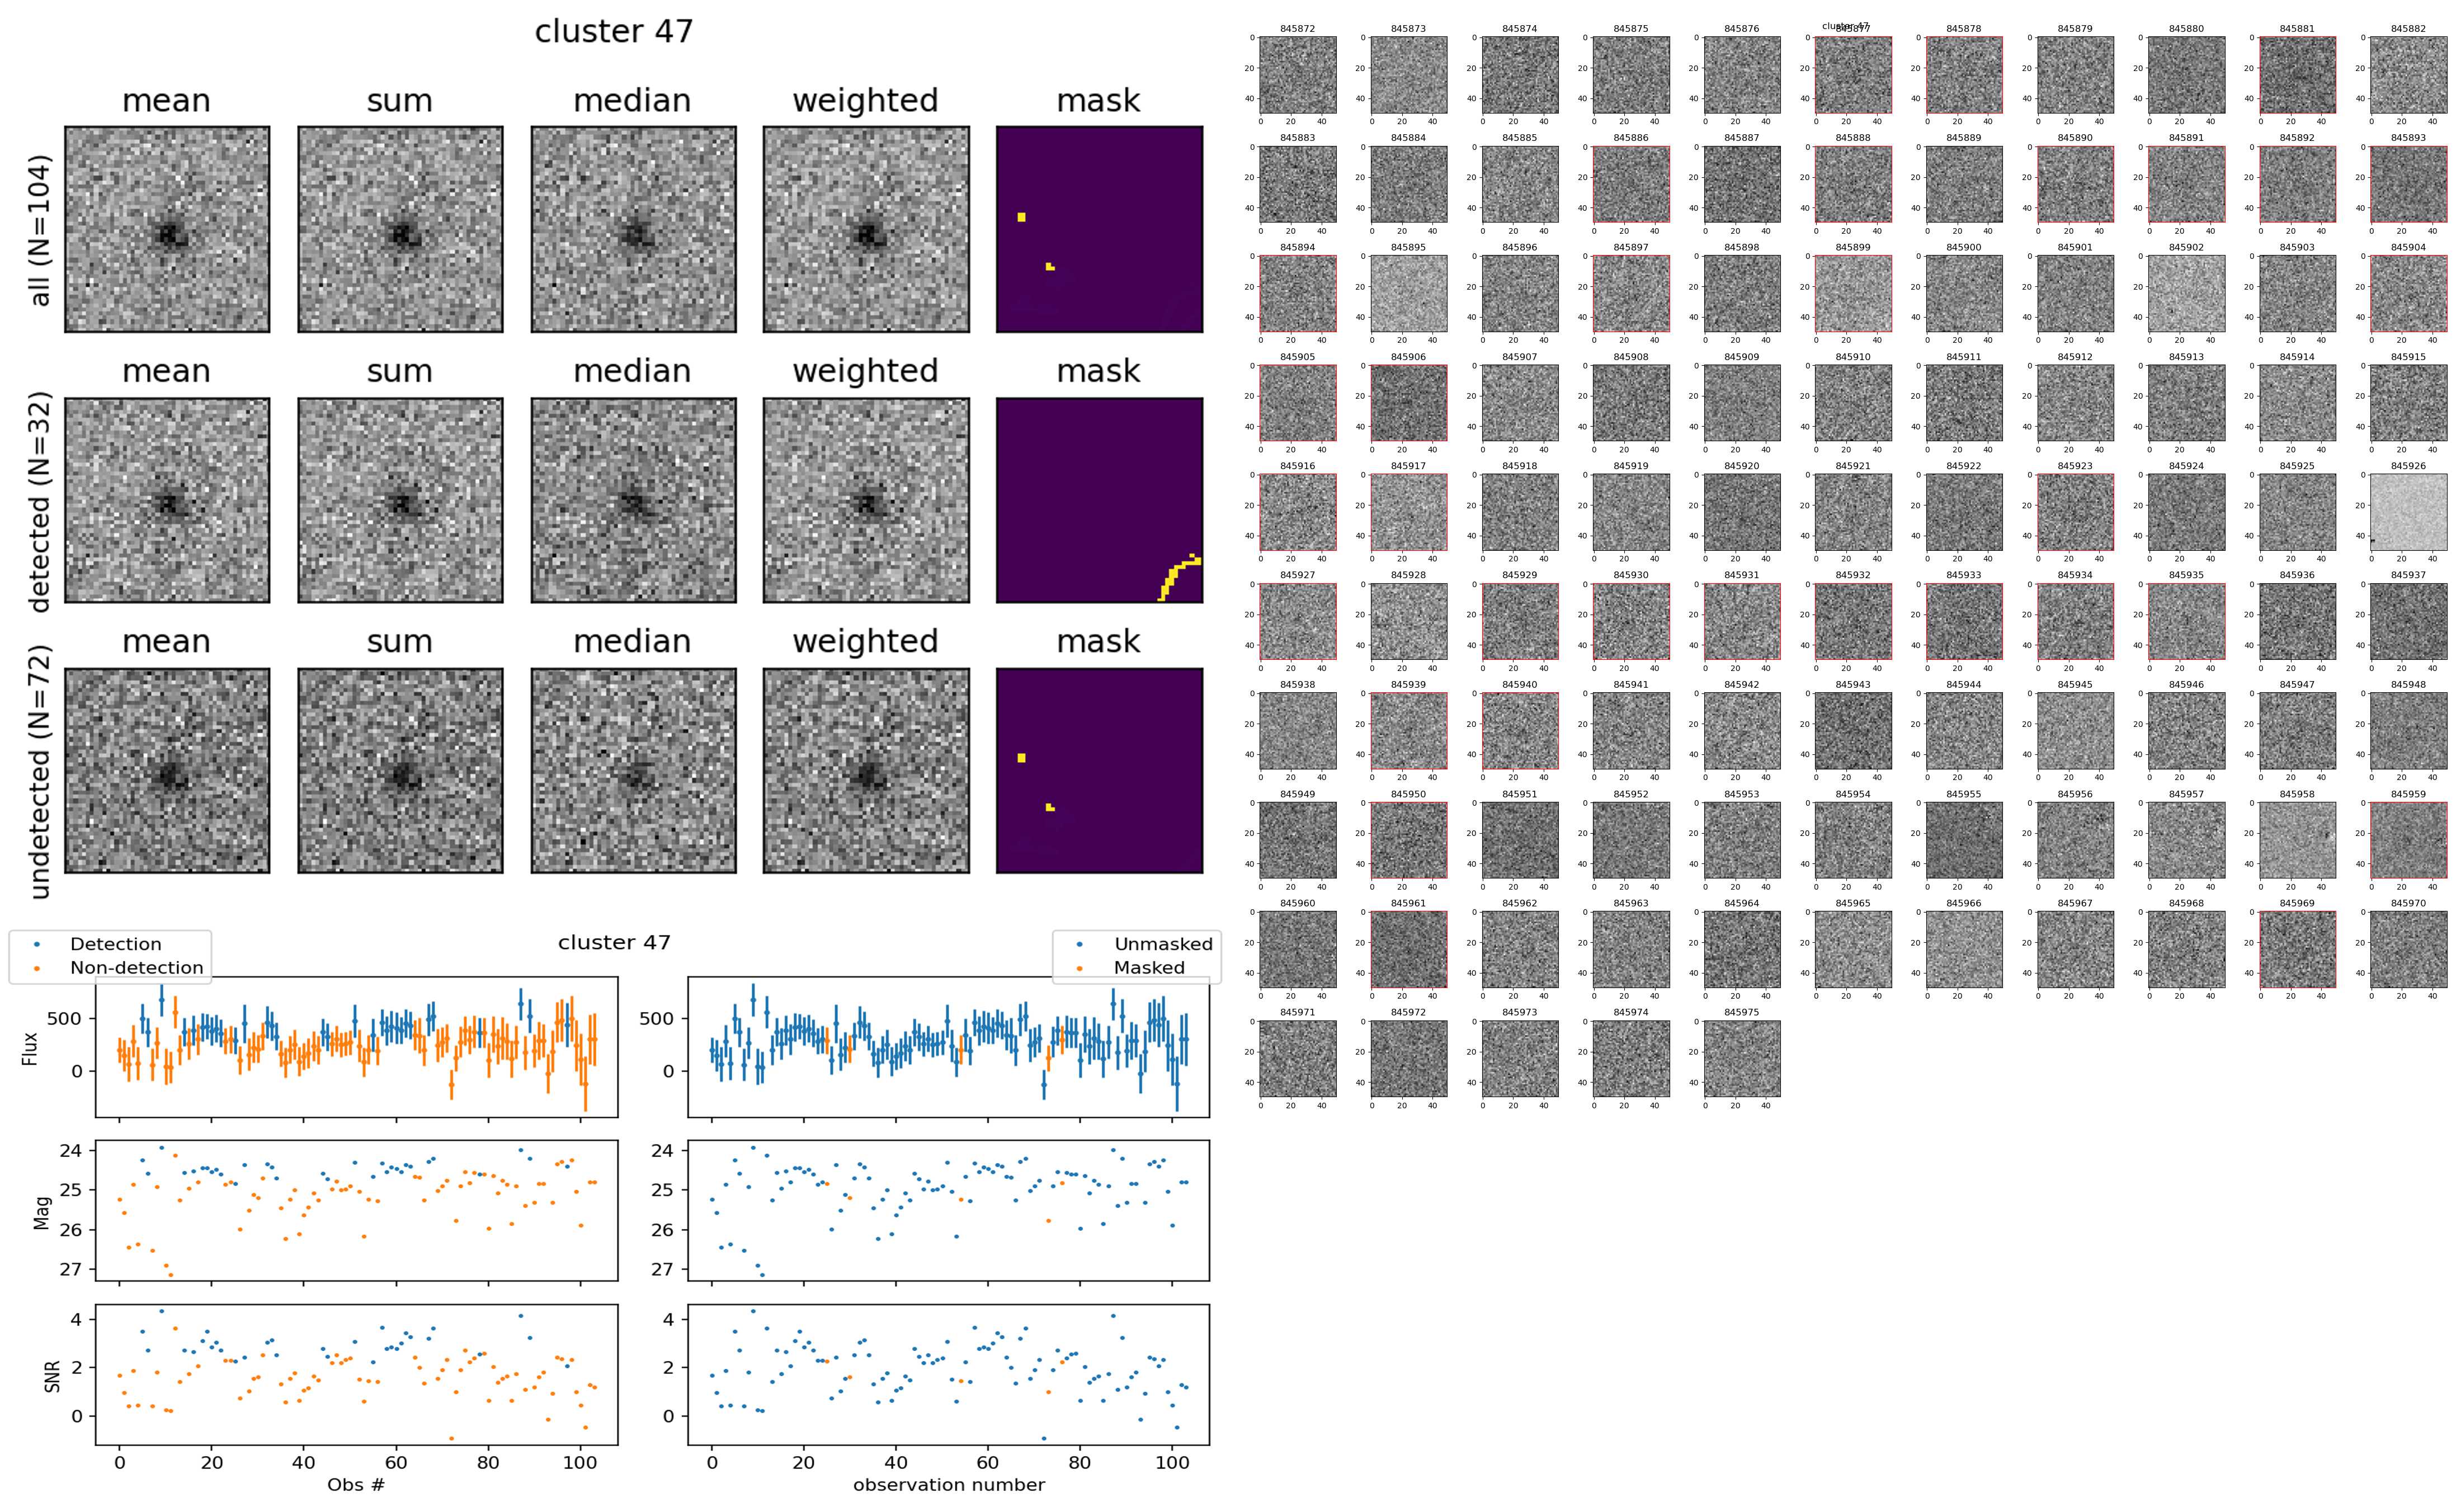 cluster 47
mean sum median weighted mask
all (N=104)
mean sum median weighted mask
detected (N=32)
mean sum median weighted mask
undetected (N=72)
cluster 47
Detection
Non-detection
Unmasked
Masked
Flux
500
0
500
0
Mag
24
25
26
27
24
25
26
27
SNR
4
2
0
4
2
0
0 20 40 60 80 100
Obs #
0 20 40 60 80 100
observation number
cluster 47
845872 845873 845874 845875 845876 845877 845878 845879 845880 845881 845882
845883 845884 845885 845886 845887 845888 845889 845890 845891 845892 845893
845894 845895 845896 845897 845898 845899 845900 845901 845902 845903 845904
845905 845906 845907 845908 845909 845910 845911 845912 845913 845914 845915
845916 845917 845918 845919 845920 845921 845922 845923 845924 845925 845926
845927 845928 845929 845930 845931 845932 845933 845934 845935 845936 845937
845938 845939 845940 845941 845942 845943 845944 845945 845946 845947 845948
845949 845950 845951 845952 845953 845954 845955 845956 845957 845958 845959
845960 845961 845962 845963 845964 845965 845966 845967 845968 845969 845970
845971 845972 845973 845974 845975